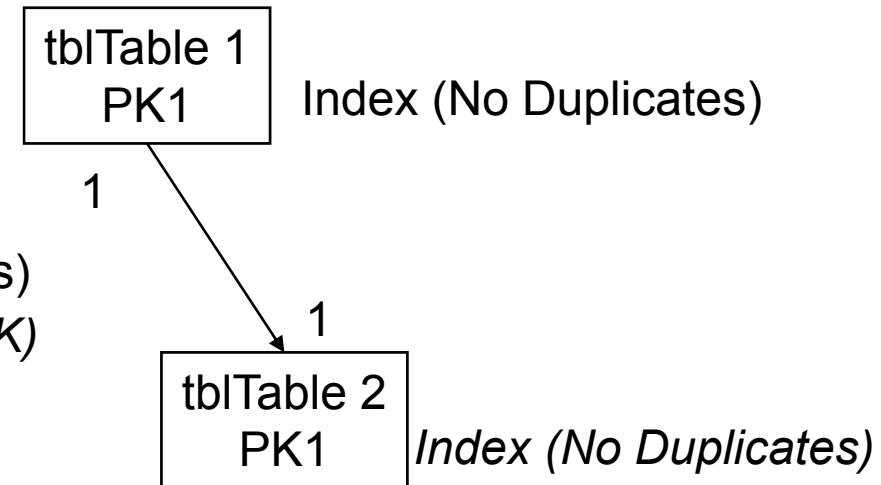 tblTable 1
PK1
Index (No Duplicates)
1
s)
K)
1
tblTable 2
PK1
Index (No Duplicates)